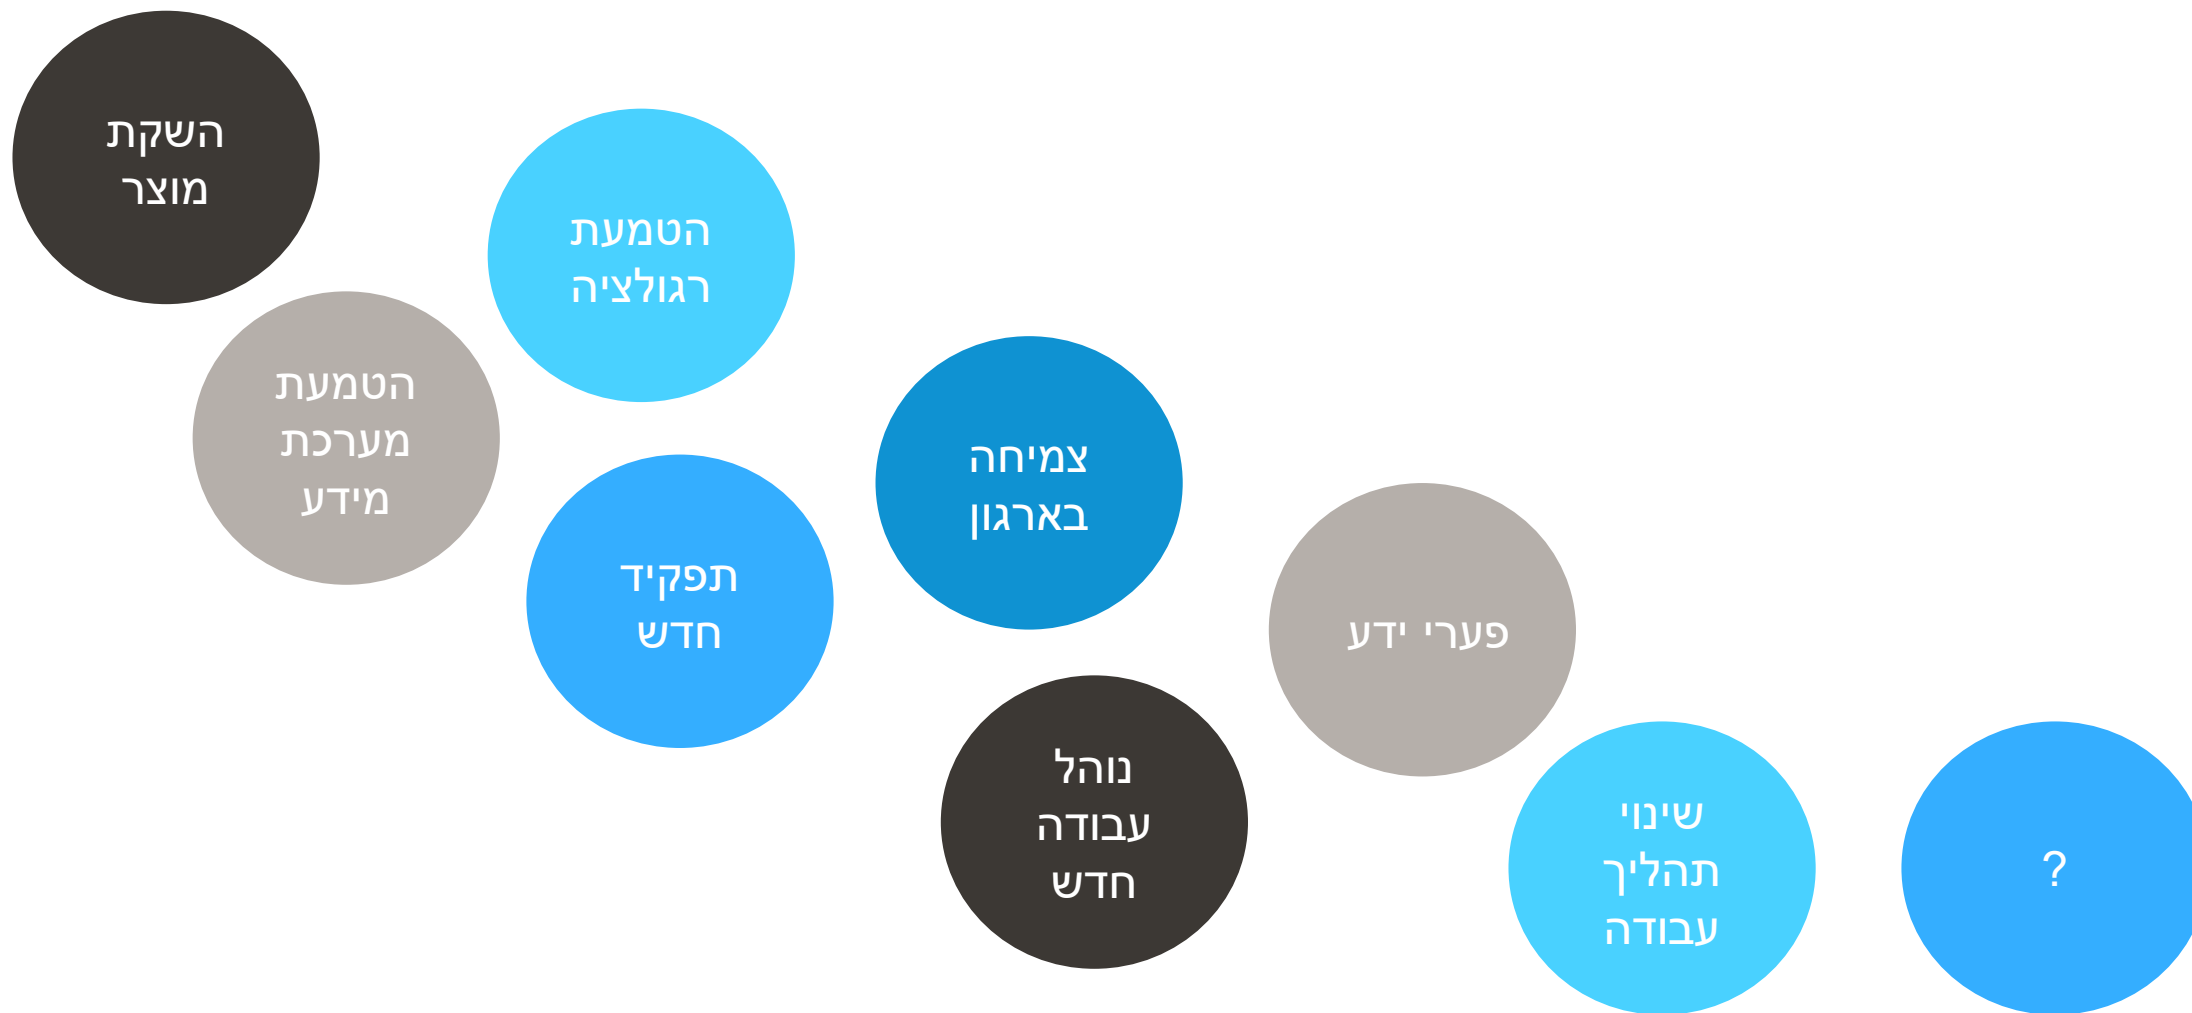 השקת
מוצר
הטמעת
רגולציה
הטמעת
מערכת
מידע
תפקיד
חדש
צמיחה
בארגון
פערי ידע
נוהל
עבודה
חדש
שינוי
תהליך
עבודה
?